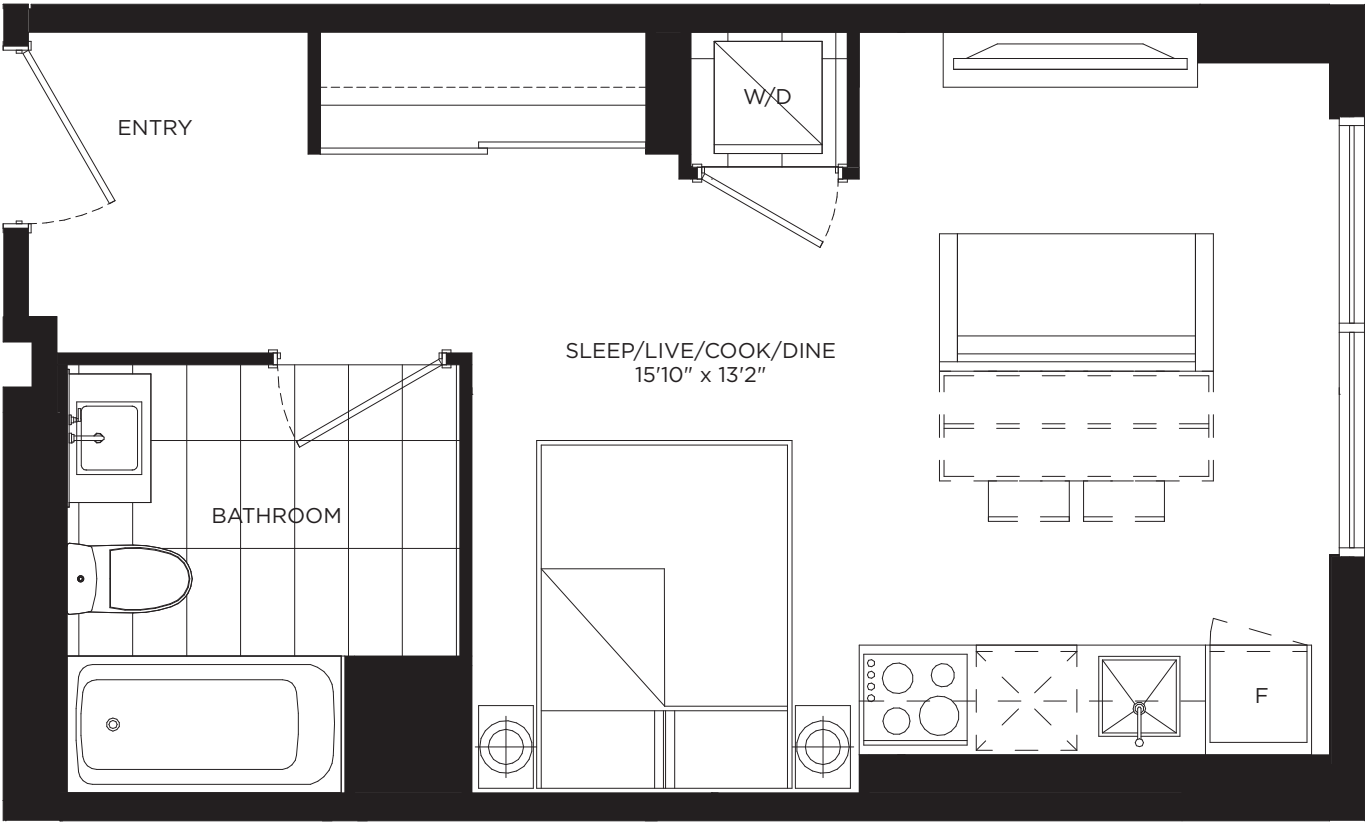 W/D
ENTRY
SLEEP/LIVE/COOK/DINE
15'10" x 13'2"
BATHROOM
F